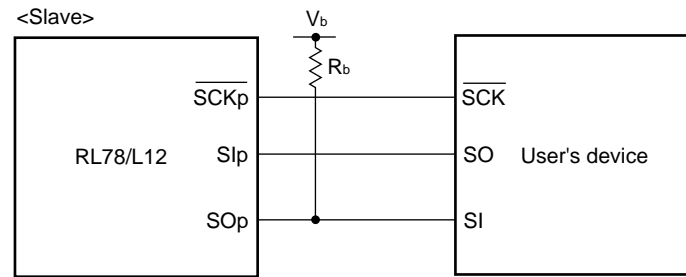 <Slave>
Vb
Rb
SCKp
SCK
RL78/L12
SIp
SO
User's device
SOp
SI